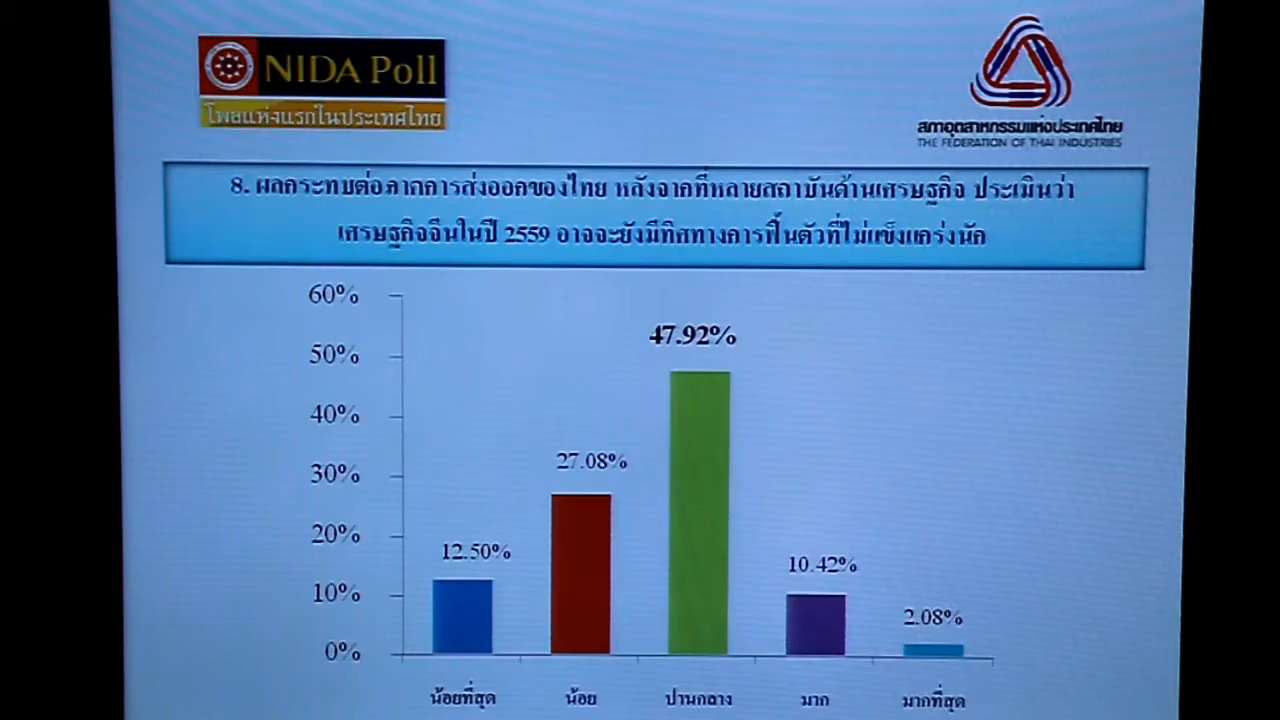 NIDA Poll
โพลแห่งแรกในประเทศไทย
สภาอุตสาหกรรมแห่งประเทศไทย
THE FEDERATION OF THAI INDUSTRIES
8. ผลกระทบต่อภาคการส่งออกของไทย หลังจากที่หลายสถาบันด้านเศรษฐกิจ ประเมินว่า
เศรษฐกิจจีนในปี 2559 อาจจะยังมีทิศทางการฟื้นตัวที่ไม่แข็งแกร่งนัก
60%
50%
40%
30%
20%
10%
0%
12.50%
27.08%
47.92%
10.42%
2.08%
น้อยที่สุด
น้อย
ปานกลาง
มาก
มากที่สุด